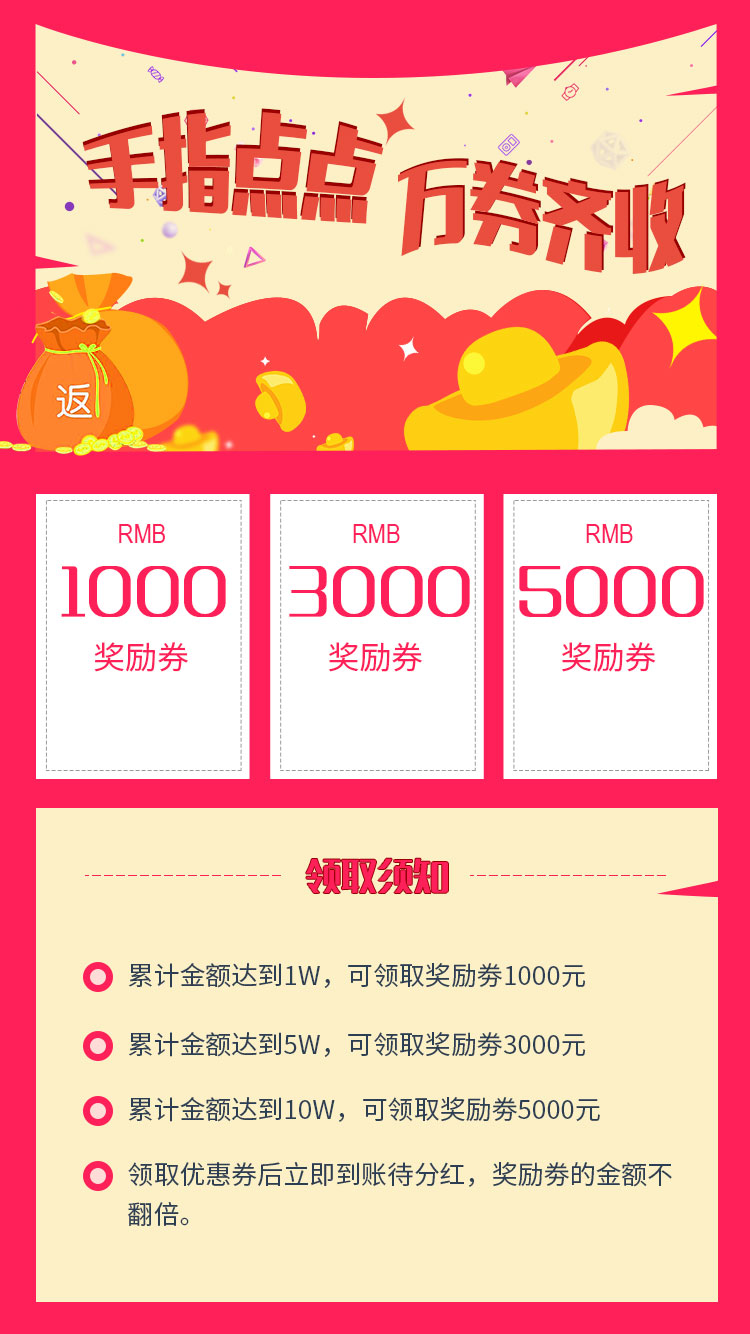 手指点点
万券齐收
返
RMB
1000
奖励券
RMB
3000
奖励券
RMB
5000
奖励券
领取须知
累计金额达到1W，可领取奖励券1000元
累计金额达到5W，可领取奖励券3000元
累计金额达到10W，可领取奖励券5000元
领取优惠券后立即到账待分红，奖励券的金额不
翻倍。